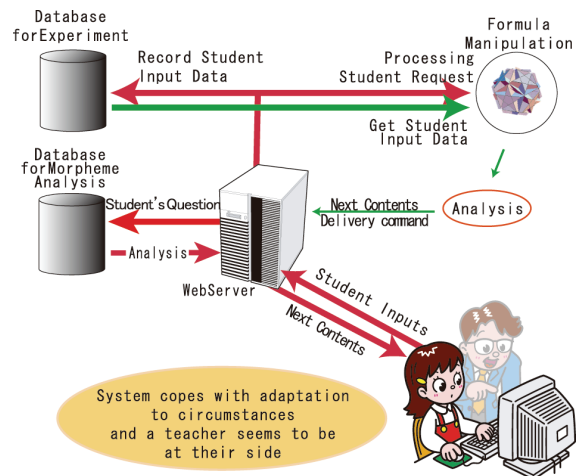 Database
forExperiment
Formula
Manipulation
Record Student
Input Data
Processing
Student Request
Get Student
Input Data
Database
forMorpheme
Analysis
Student's Question
Next Contents
Delivery command
Analysis
Analysis
WebServer
Student Inputs
Next Contents
System copes with adaptation
to circumstances
and a teacher seems to be
at their side